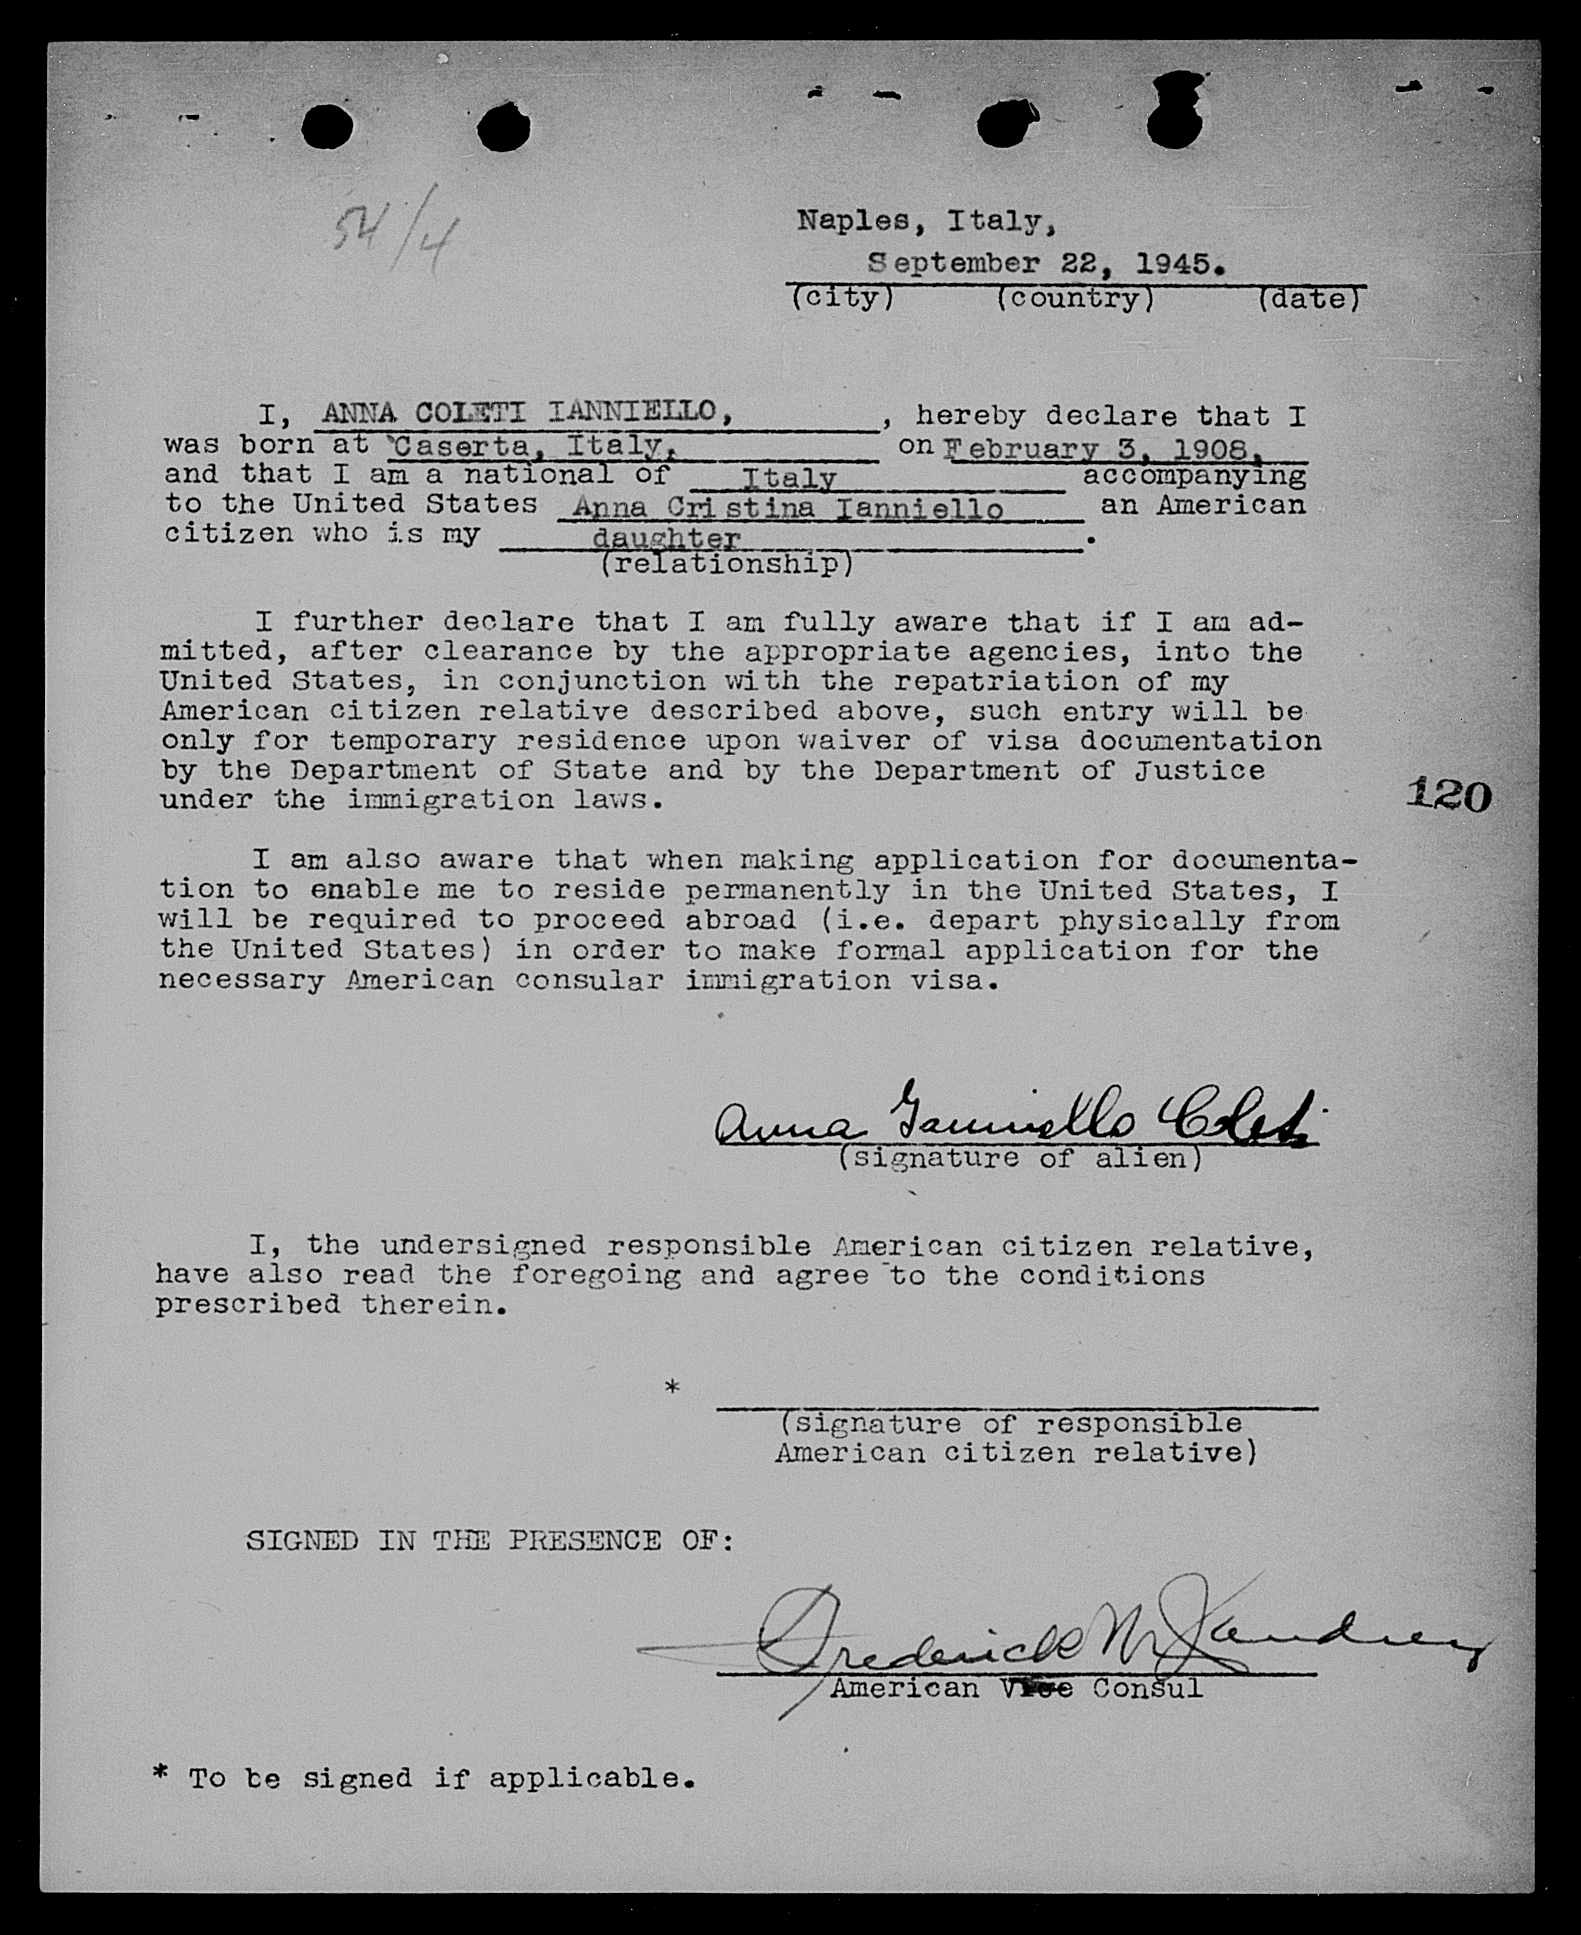 54/4
Naples, Italy,
September 22, 1945.
(city) (country) (date)
I, ANNA COLETI IANNIELLO, , hereby declare that I
was born at Caserta, Italy, on February 3, 1908,
and that I am a national of Italy accompanying
to the United States Anna Cristina Ianniello an American
citizen who is my daughter .
(relationship)
I further declare that I am fully aware that if I am ad-
mitted, after clearance by the appropriate agencies, into the
United States, in conjunction with the repatriation of my
American citizen relative described above, such entry will be
only for temporary residence upon waiver of visa documentation
by the Department of State and by the Department of Justice
under the immigration laws.
120
I am also aware that when making application for documenta-
tion to enable me to reside permanently in the United States, I
will be required to proceed abroad (i.e. depart physically from
the United States) in order to make formal application for the
necessary American consular immigration visa.
Anna Ianniello Coleti
(signature of alien)
I, the undersigned responsible American citizen relative,
have also read the foregoing and agree to the conditions
prescribed therein.
*
(signature of responsible
American citizen relative)
SIGNED IN THE PRESENCE OF:
Frederick
American Vice Consul
* To be signed if applicable.